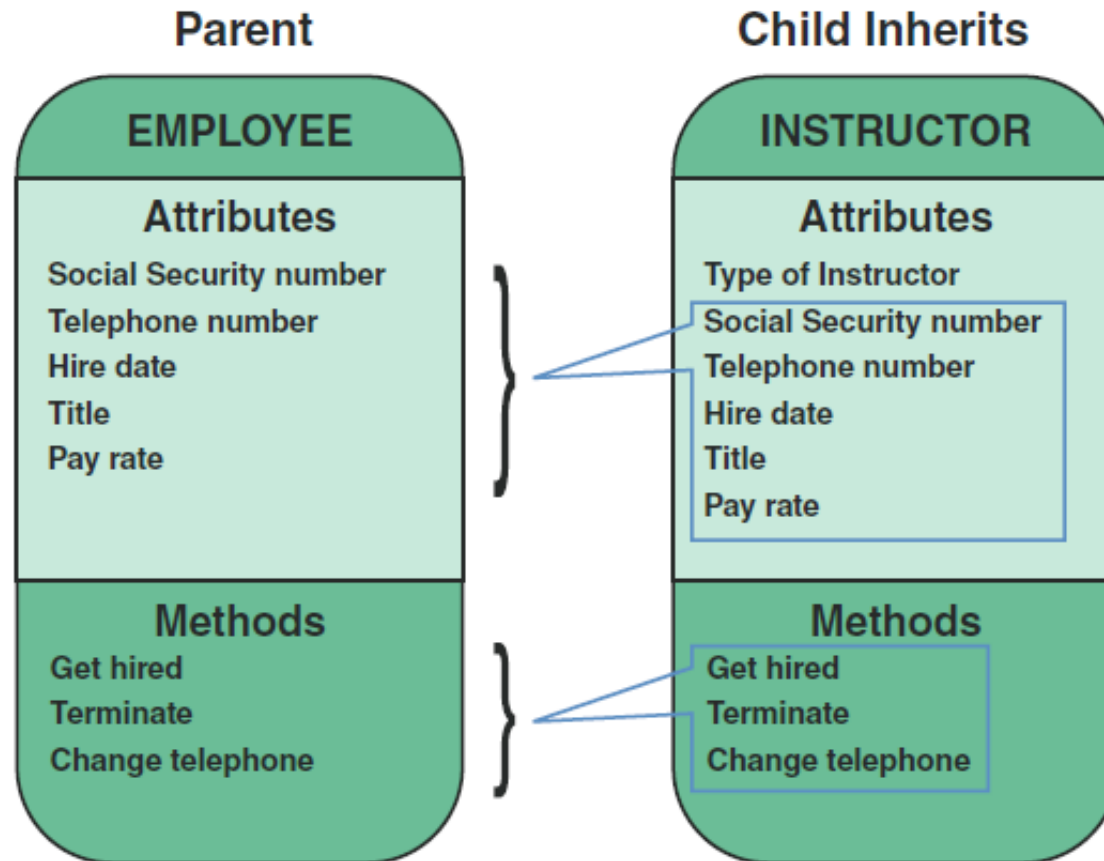 Parent
EMPLOYEE
Attributes
Social Security number
Telephone number
Hire date
Title
Pay rate
Methods
Get hired
Terminate
Change telephone
Child Inherits
INSTRUCTOR
Attributes
Type of Instructor
Social Security number
Telephone number
Hire date
Title
Pay rate
Methods
Get hired
Terminate
Change telephone